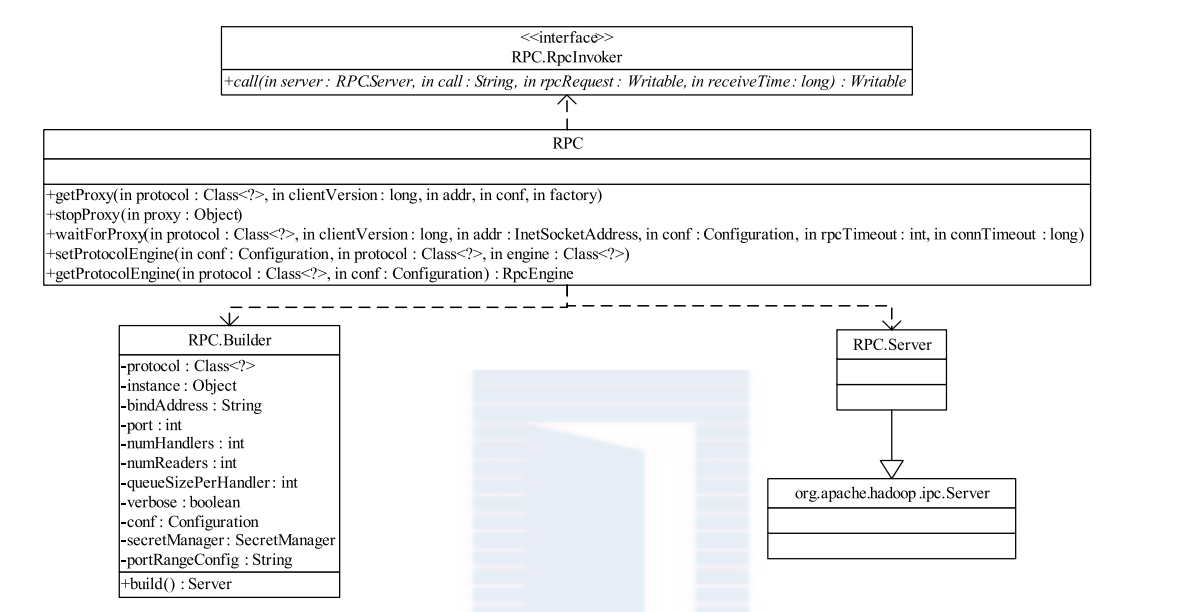 <<interface>>
RPC.RpcInvoker
+call(in server : RPC.Server, in call : String, in rpcRequest : Writable, in receiveTime : long) : Writable
RPC
+getProxy(in protocol : Class<?>, in clientVersion : long, in addr, in conf, in factory)
+stopProxy(in proxy : Object)
+waitForProxy(in protocol : Class<?>, in clientVersion : long, in addr : InetSocketAddress, in conf : Configuration, in rpcTimeout : int, in connTimeout : long)
+setProtocolEngine(in conf : Configuration, in protocol : Class<?>, in engine : Class<?>)
+getProtocolEngine(in protocol : Class<?>, in conf : Configuration) : RpcEngine
RPC.Builder
-protocol : Class<?>
-instance : Object
-bindAddress : String
-port : int
-numHandlers : int
-numReaders : int
-queueSizePerHandler : int
-verbose : boolean
-conf : Configuration
-secretManager : SecretManager
-portRangeConfig : String
+build() : Server
RPC.Server
org.apache.hadoop.ipc.Server